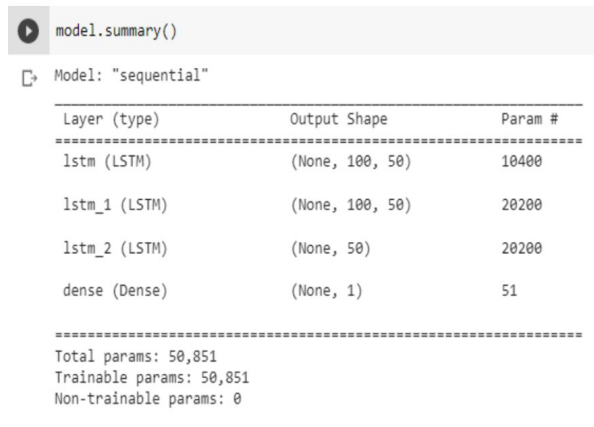 model.summary()
Model: "sequential"
Layer (type) Output Shape Param #
lstm (LSTM) (None, 100, 50) 10400
lstm_1 (LSTM) (None, 100, 50) 20200
lstm_2 (LSTM) (None, 50) 20200
dense (Dense) (None, 1) 51
Total params: 50,851
Trainable params: 50,851
Non-trainable params: 0